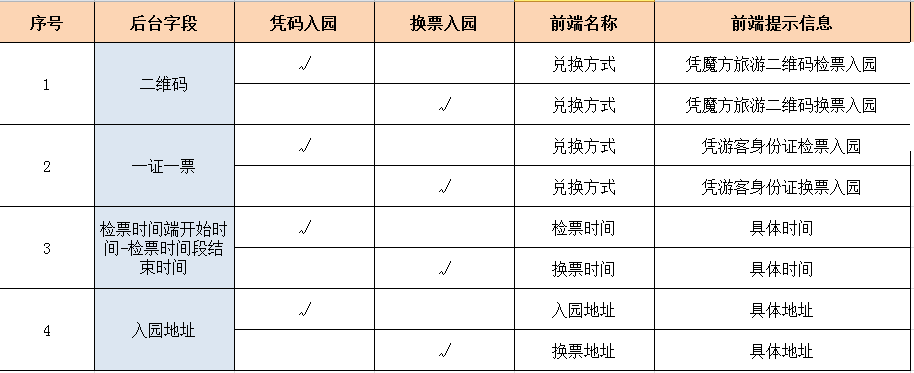 序号 后台字段 凭码入园 换票入园 前端名称 前端提示信息
1 二维码 √ 兑换方式 凭魔方旅游二维码检票入园
√ 兑换方式 凭魔方旅游二维码换票入园
2 一证一票 √ 兑换方式 凭游客身份证检票入园
√ 兑换方式 凭游客身份证换票入园
3 检票时间端开始时
间-检票时间段结
束时间 √ 检票时间 具体时间
√ 换票时间 具体时间
4 入园地址 √ 入园地址 具体地址
√ 换票地址 具体地址